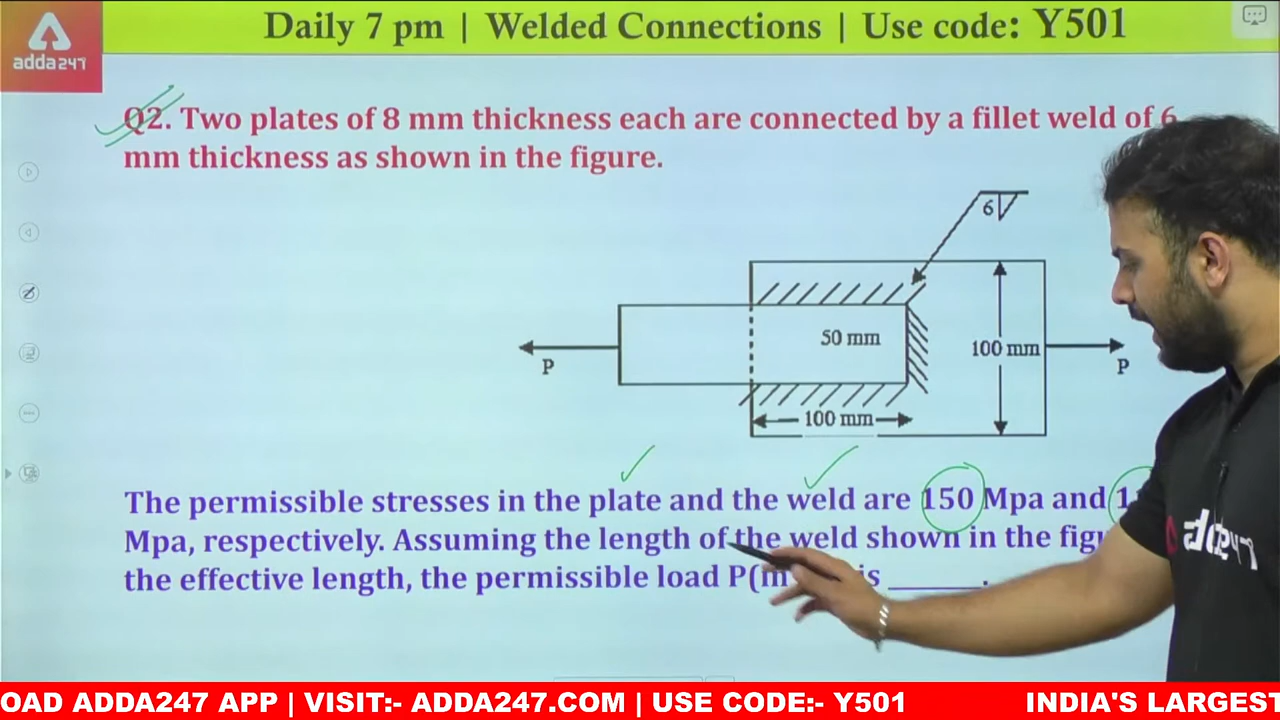 Daily 7 pm | Welded Connections | Use code: Y501
adda247
Q2. Two plates of 8 mm thickness each are connected by a fillet weld of 6
mm thickness as shown in the figure.
6
50 mm
100 mm
P
P
100 mm
The permissible stresses in the plate and the weld are 150 Mpa and
Mpa, respectively. Assuming the length of the weld shown in the
the effective length, the permissible load is
OAD ADDA247 APP | VISIT:- ADDA247.COM | USE CODE:- Y501 INDIA'S LARGEST